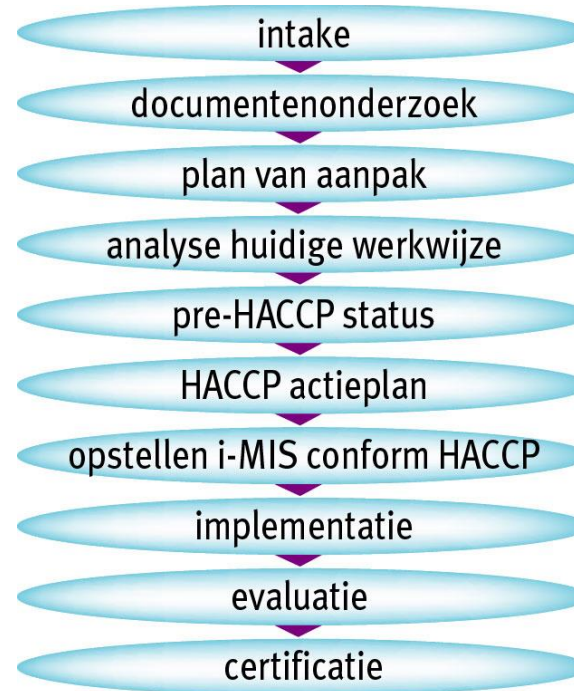 intake
documentenonderzoek
plan van aanpak
analyse huidige werkwijze
pre-HACCP status
HACCP actieplan
opstellen i-MIS conform HACCP
implementatie
evaluatie
certificatie